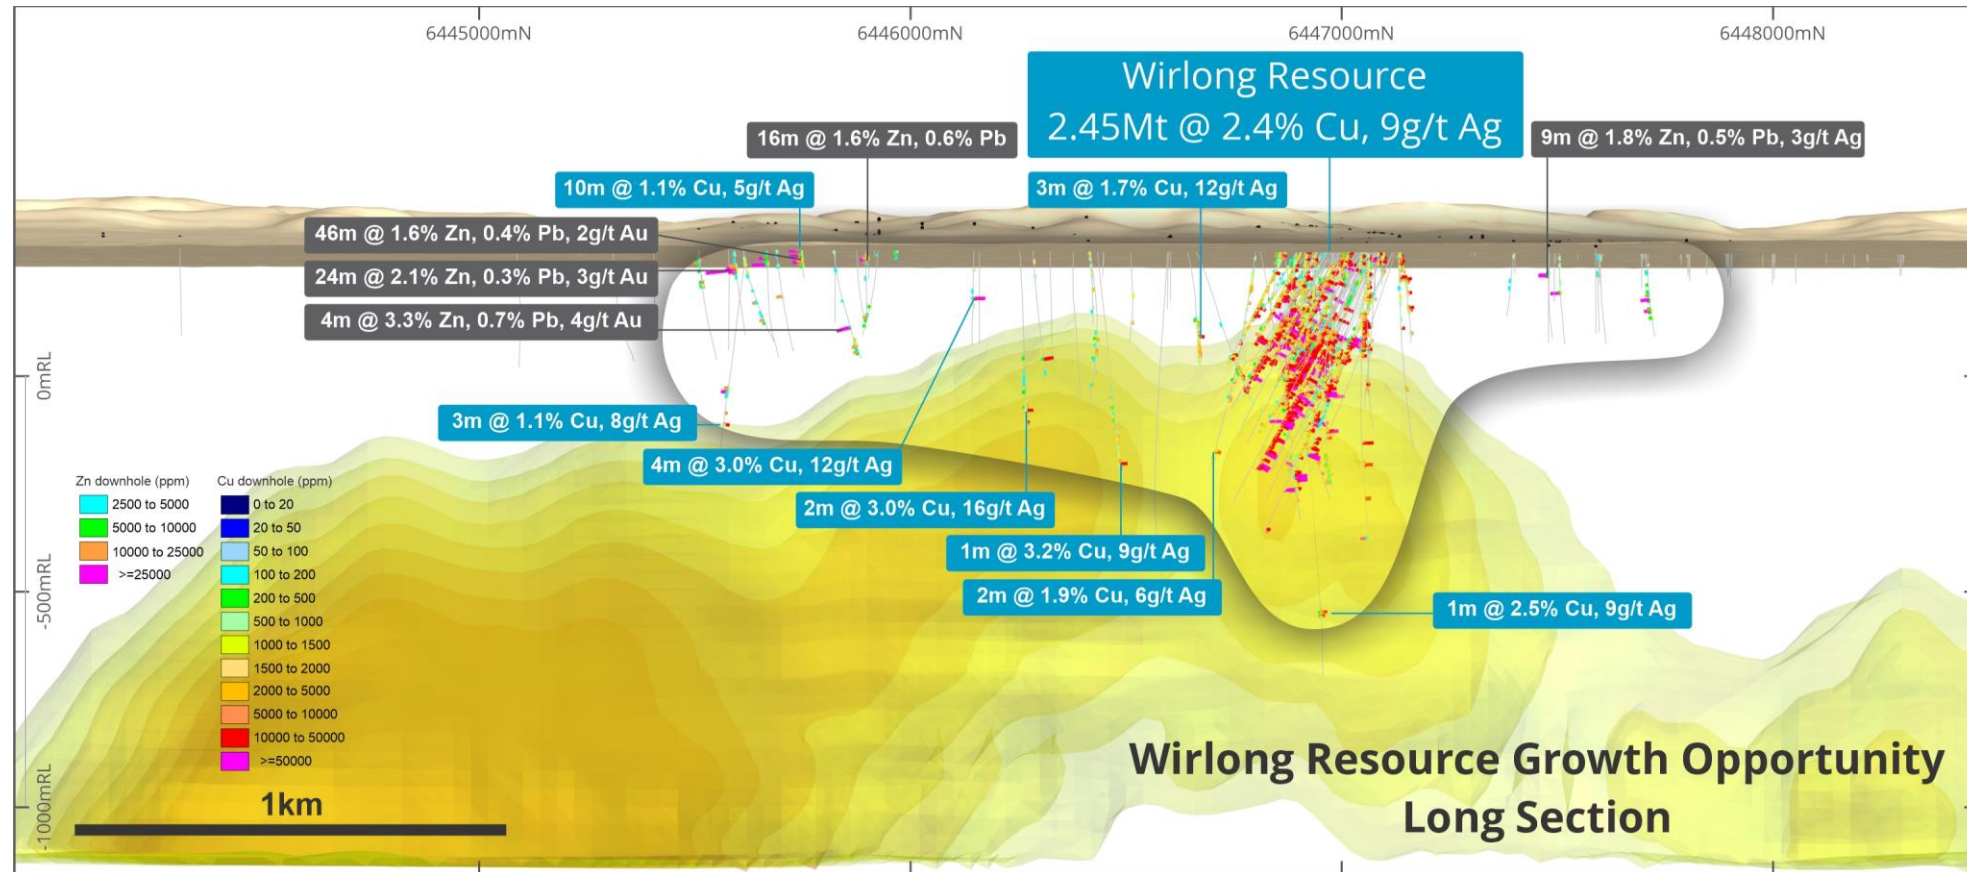 6445000mN
6446000mN
6447000mN
6448000mN
Wirlong Resource
2.45Mt @ 2.4% Cu, 9g/t Ag
16m @ 1.6% Zn, 0.6% Pb
9m @ 1.8% Zn, 0.5% Pb, 3g/t Ag
10m @ 1.1% Cu, 5g/t Ag
3m @ 1.7% Cu, 12g/t Ag
46m @ 1.6% Zn, 0.4% Pb, 2g/t Au
24m @ 2.1% Zn, 0.3% Pb, 3g/t Au
4m @ 3.3% Zn, 0.7% Pb, 4g/t Au
0mRL
3m @ 1.1% Cu, 8g/t Ag
4m @ 3.0% Cu, 12g/t Ag
2m @ 3.0% Cu, 16g/t Ag
1m @ 3.2% Cu, 9g/t Ag
2m @ 1.9% Cu, 6g/t Ag
1m @ 2.5% Cu, 9g/t Ag
-500mRL
-1000mRL
Zn downhole (ppm)
2500 to 5000
5000 to 10000
10000 to 25000
>=25000
Cu downhole (ppm)
0 to 20
20 to 50
50 to 100
100 to 200
200 to 500
500 to 1000
1000 to 1500
1500 to 2000
2000 to 5000
5000 to 10000
10000 to 50000
>=50000
1km
Wirlong Resource Growth Opportunity
Long Section